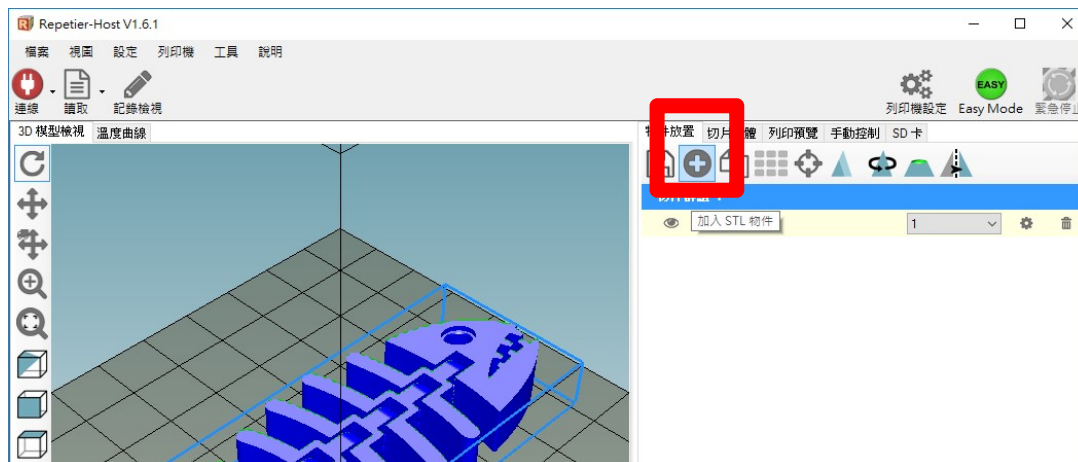 Repetier-Host V1.6.1
檔案 視圖 設定 列印機 工具 說明
EASY
連線 讀取 記錄檢視 列印機設定 Easy Mode 緊急停止
3D 模型檢視 溫度曲線 放置 切片 體 列印預覽 手動控制 SD 卡
加入 STL 物件 1